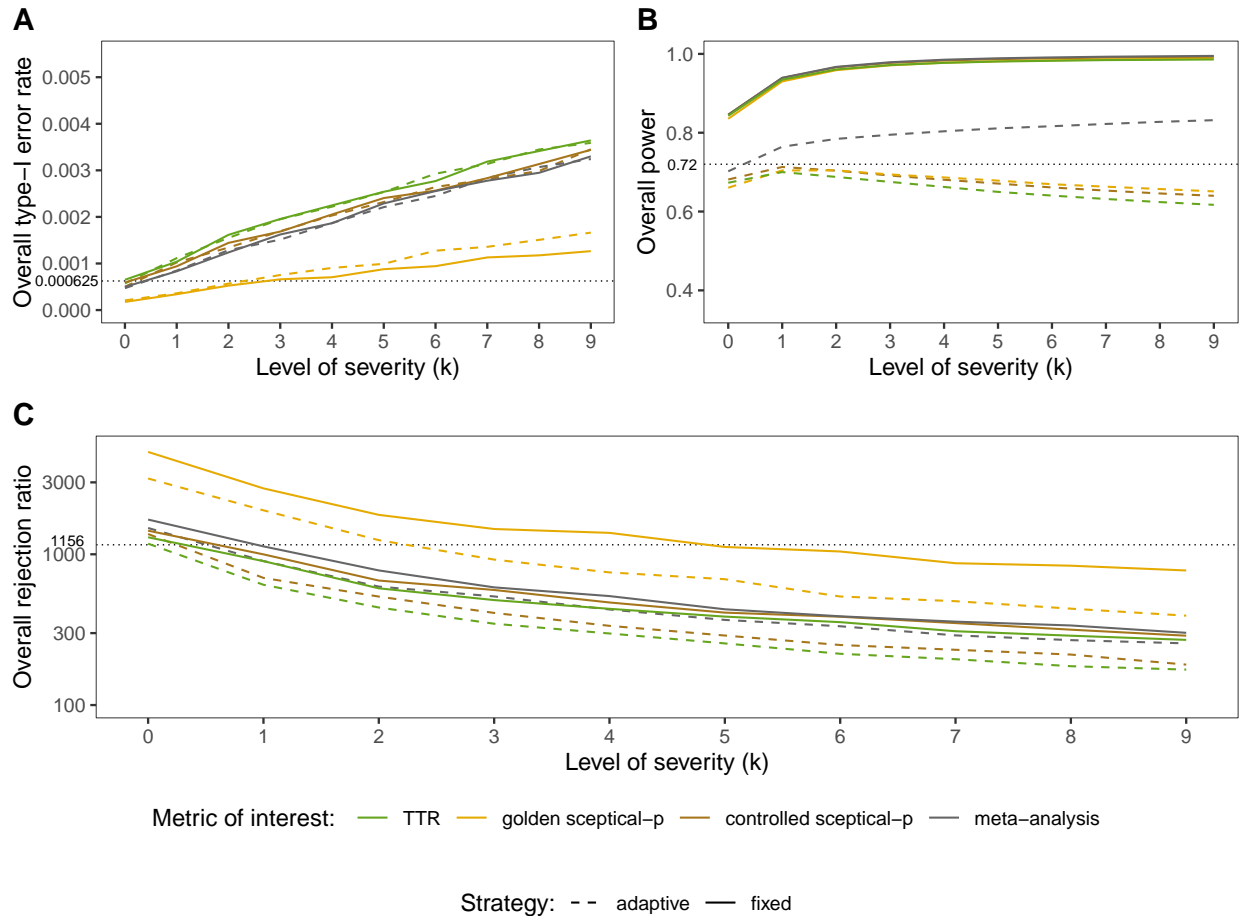 A
Overall type−I error rate
0.005
0.004
0.003
0.002
0.001
0.000625
0.000
0 1 2 3 4 5 6 7 8 9
Level of severity (k)
B
Overall power
1.0
0.8
0.72
0.6
0.4
0 1 2 3 4 5 6 7 8 9
Level of severity (k)
C
Overall rejection ratio
3000
1156
1000
300
100
0 1 2 3 4 5 6 7 8 9
Level of severity (k)
Metric of interest: TTR golden sceptical−p controlled sceptical−p meta−analysis
Strategy: adaptive fixed